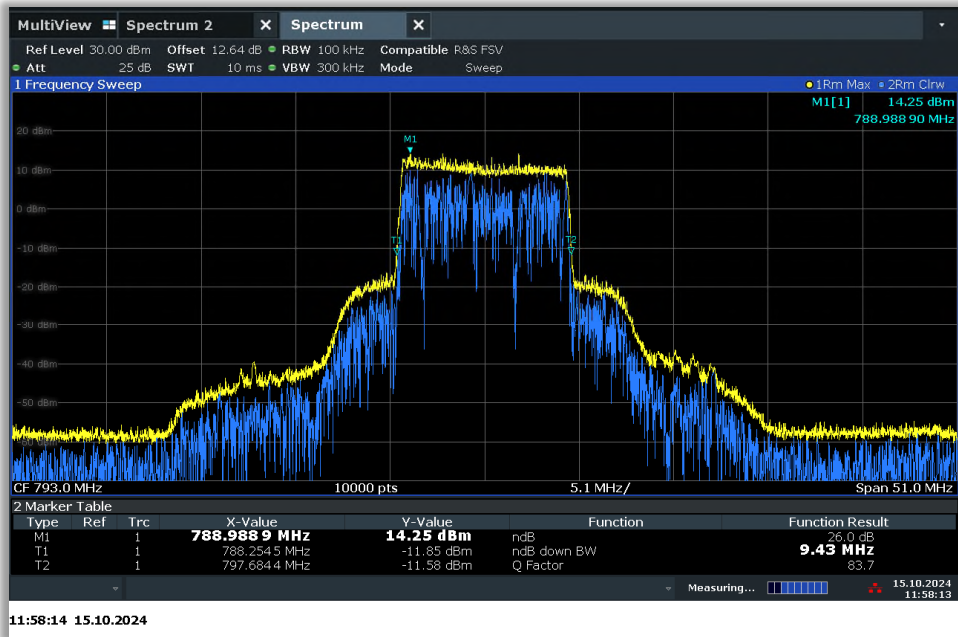 MultiView Spectrum 2 X Spectrum X
Ref Level 30.00 dBm Offset 12.64 dB RBW 100 kHz Compatible R&S FSV
Att 25 dB SWT 10 ms VBW 300 kHz Mode Sweep
1 Frequency Sweep 1Rm Max 2Rm Clrw
M1[1] 14.25 dBm
788.988 90 MHz
20 dBm
M1
10 dBm
0 dBm
T1 T2
-10 dBm
-20 dBm
-30 dBm
-40 dBm
-50 dBm
CF 793.0 MHz 10000 pts 5.1 MHz/ Span 51.0 MHz
2 Marker Table
Type Ref Trc X-Value Y-Value Function Function Result
M1 1 788.988 9 MHz 14.25 dBm ndB 26.0 dB
T1 1 788.254 5 MHz -11.85 dBm ndB down BW 9.43 MHz
T2 1 797.684 4 MHz -11.58 dBm Q Factor 83.7
Measuring... 15.10.2024
11:58:13
11:58:14 15.10.2024